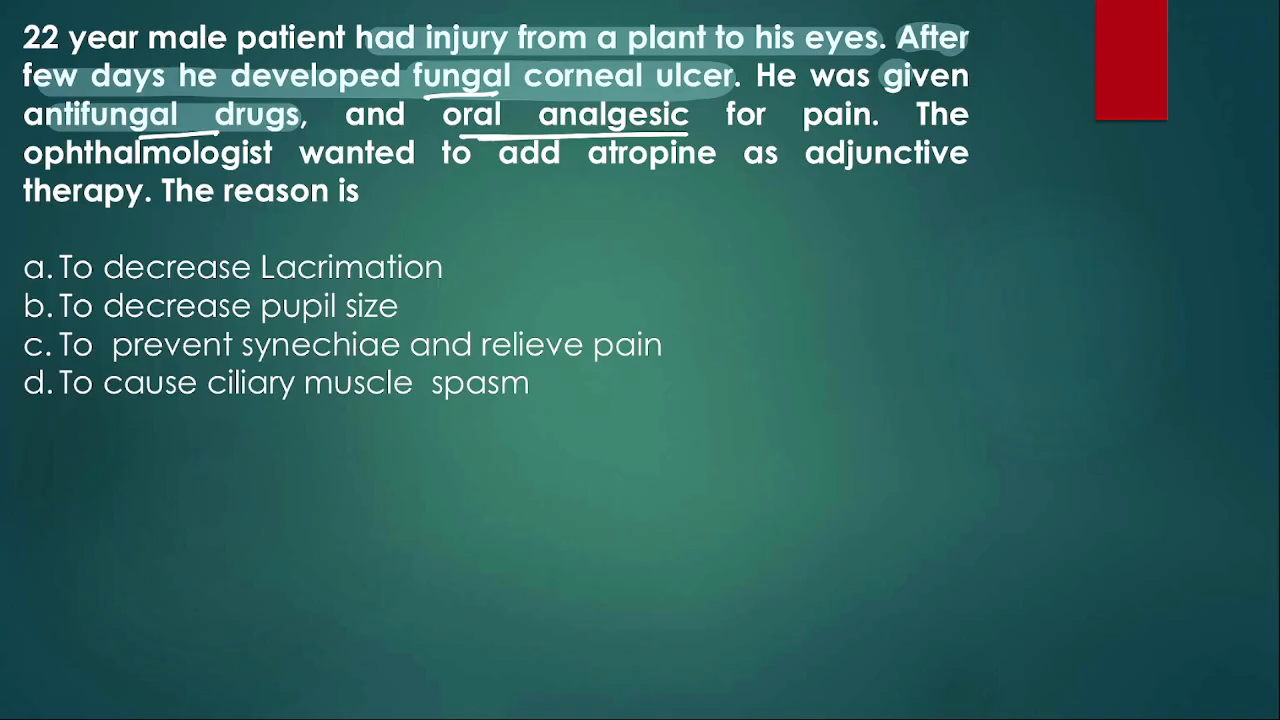 22 year male patient had injury from a plant to his eyes. After
few days he developed fungal corneal ulcer. He was given
antifungal drugs, and oral analgesic for pain. The
ophthalmologist wanted to add atropine as adjunctive
therapy. The reason is
a. To decrease Lacrimation
b. To decrease pupil size
c. To prevent synechiae and relieve pain
d. To cause ciliary muscle spasm